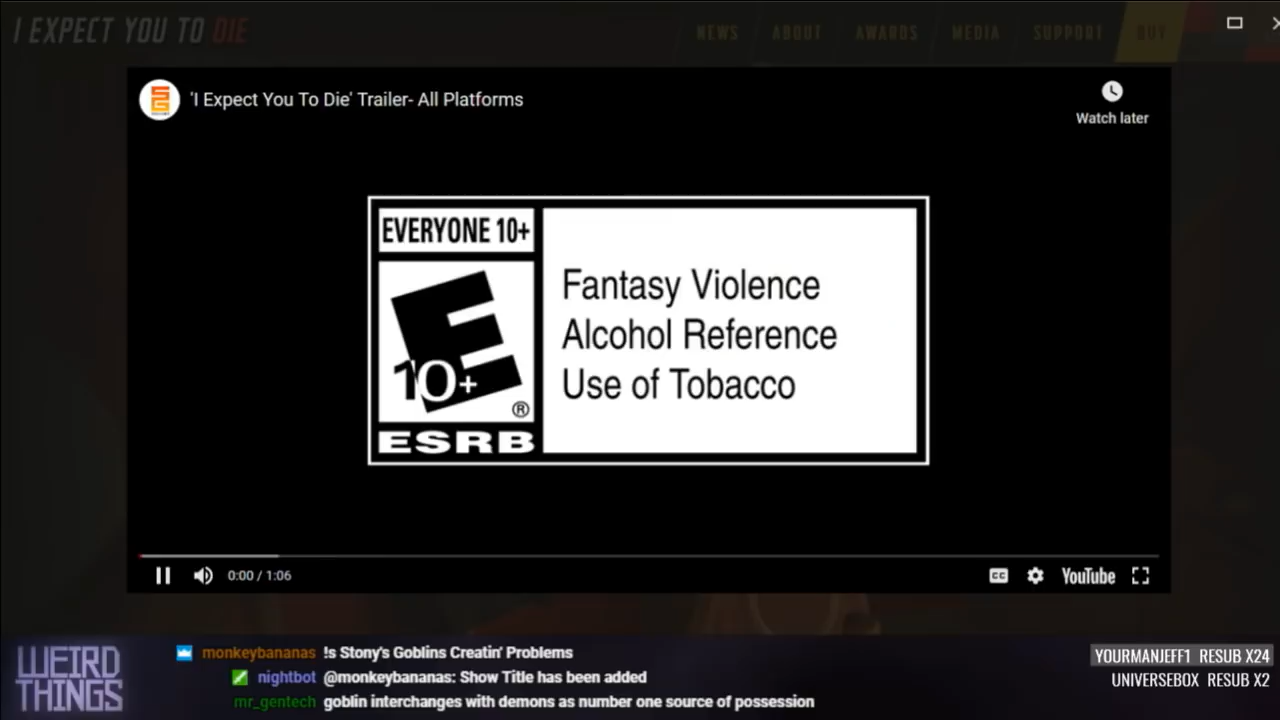 I EXPECT YOU TO DIE
NEWS ABOUT AWARDS MEDIA SUPPORT BUY
'I Expect You To Die' Trailer- All Platforms
Watch later
EVERYONE 10+
Fantasy Violence
Alcohol Reference
Use of Tobacco
E
10+
®
ESRB
0:00 / 1:06
CC
YouTube
WEIRD
THINGS
monkeybananas !s Stony's Goblins Creatin' Problems
nightbot @monkeybananas: Show Title has been added
mr_gentech goblin interchanges with demons as number one source of possession
YOURMANJEFF1 RESUB X24
UNIVERSEBOX RESUB X2